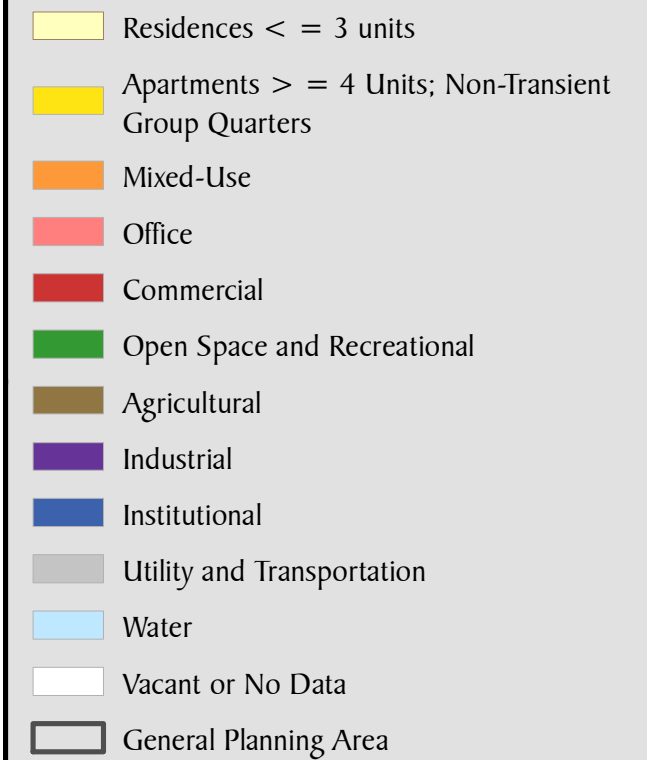 Residences < = 3 units
Apartments > = 4 Units; Non-Transient
Group Quarters
Mixed-Use
Office
Commercial
Open Space and Recreational
Agricultural
Industrial
Institutional
Utility and Transportation
Water
Vacant or No Data
General Planning Area